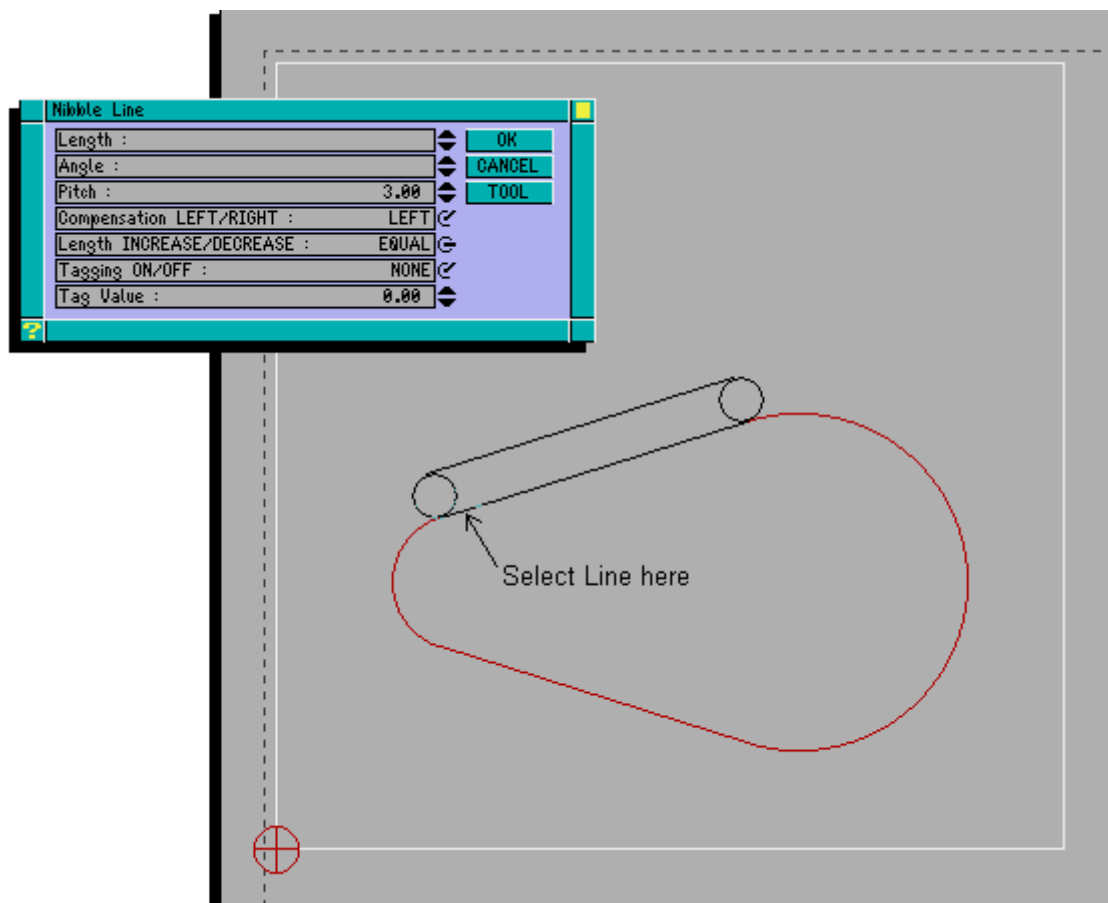 Nibble Line
Length :
OK
Angle :
CANCEL
Pitch : 3.00
TOOL
Compensation LEFT/RIGHT : LEFT
Length INCREASE/DECREASE : EQUAL
Tagging ON/OFF : NONE
Tag Value : 0.00
?
Select Line here